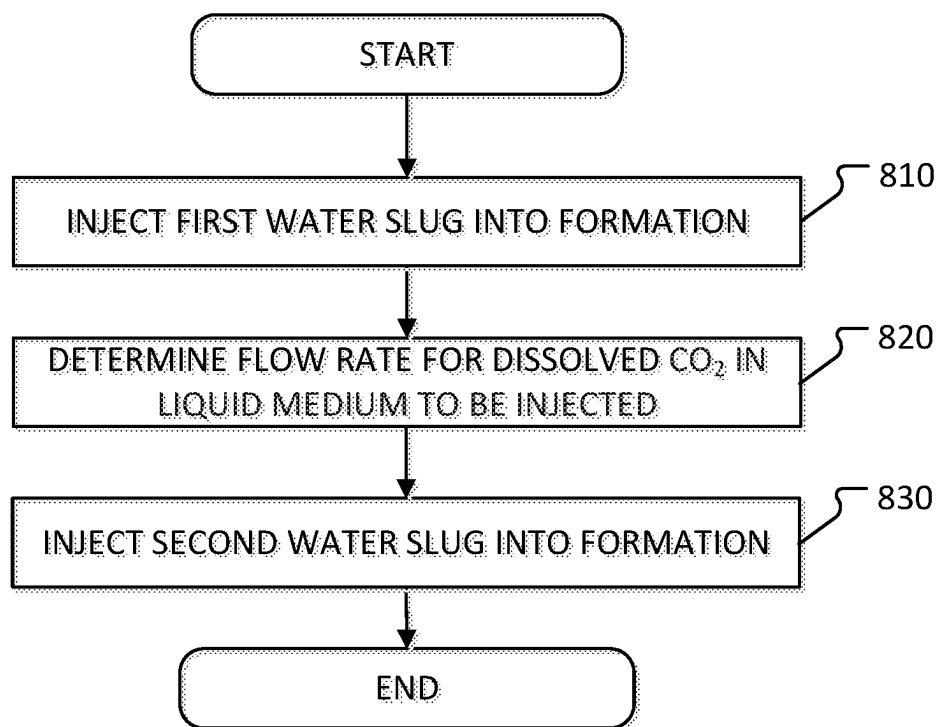 START
810
INJECT FIRST WATER SLUG INTO FORMATION
820
DETERMINE FLOW RATE FOR DISSOLVED CO₂ IN
LIQUID MEDIUM TO BE INJECTED
830
INJECT SECOND WATER SLUG INTO FORMATION
END